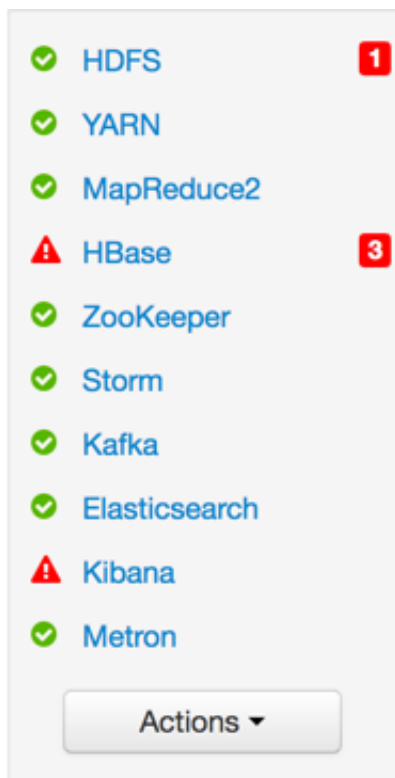 HDFS 1
YARN
MapReduce2
HBase 3
ZooKeeper
Storm
Kafka
Elasticsearch
Kibana
Metron
Actions